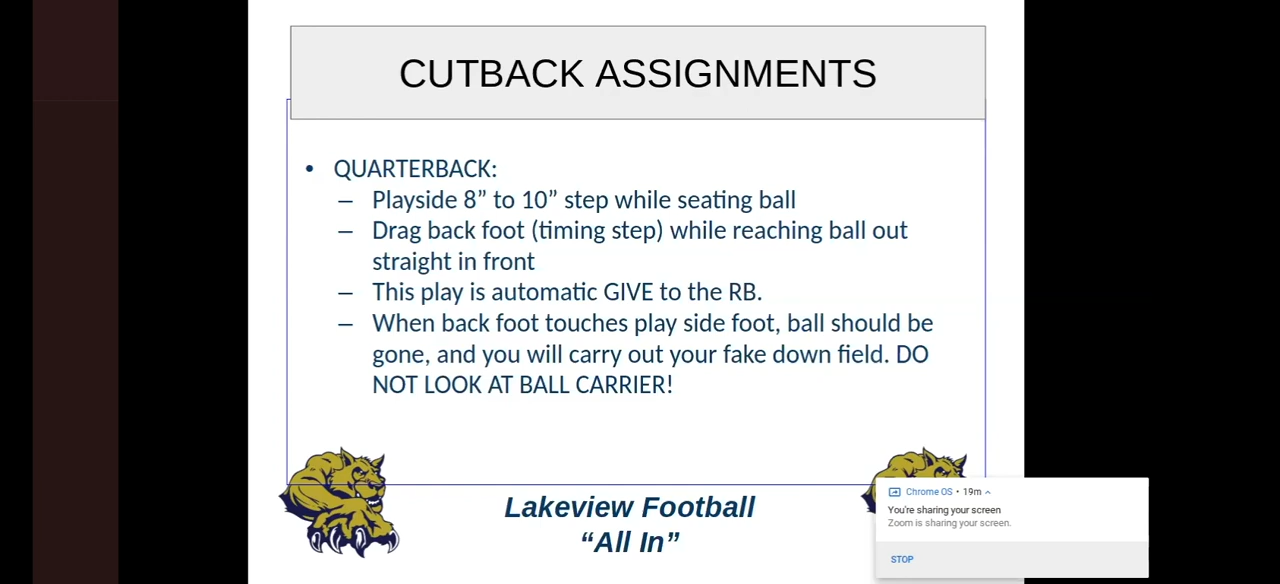 CUTBACK ASSIGNMENTS
• QUARTERBACK:
– Playside 8” to 10” step while seating ball
– Drag back foot (timing step) while reaching ball out
straight in front
– This play is automatic GIVE to the RB.
– When back foot touches play side foot, ball should be
gone, and you will carry out your fake down field. DO
NOT LOOK AT BALL CARRIER!
Lakeview Football
“All In”
Chrome OS • 19m
You're sharing your screen
Zoom is sharing your screen.
STOP